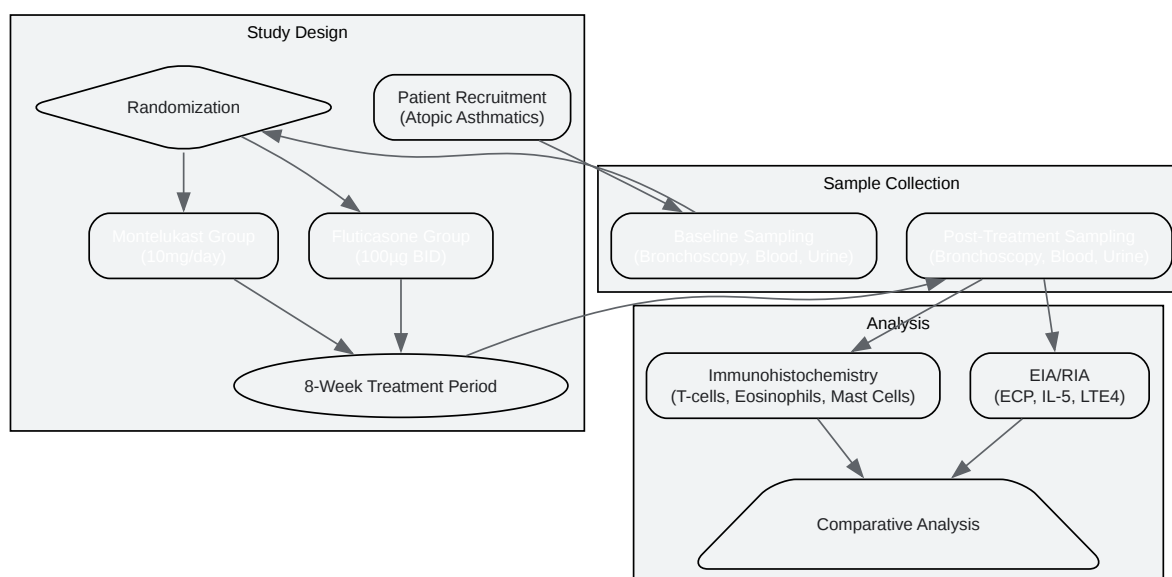 Study Design
Randomization
Patient Recruitment
(Atopic Asthmatics)
Montelukast Group
(10mg/day)
Fluticasone Group
(100μg BID)
8-Week Treatment Period
Sample Collection
Baseline Sampling
(Bronchoscopy, Blood, Urine)
Post-Treatment Sampling
(Bronchoscopy, Blood, Urine)
Analysis
Immunohistochemistry
(T-cells, Eosinophils, Mast Cells)
EIA/RIA
(ECP, IL-5, LTE4)
Comparative Analysis